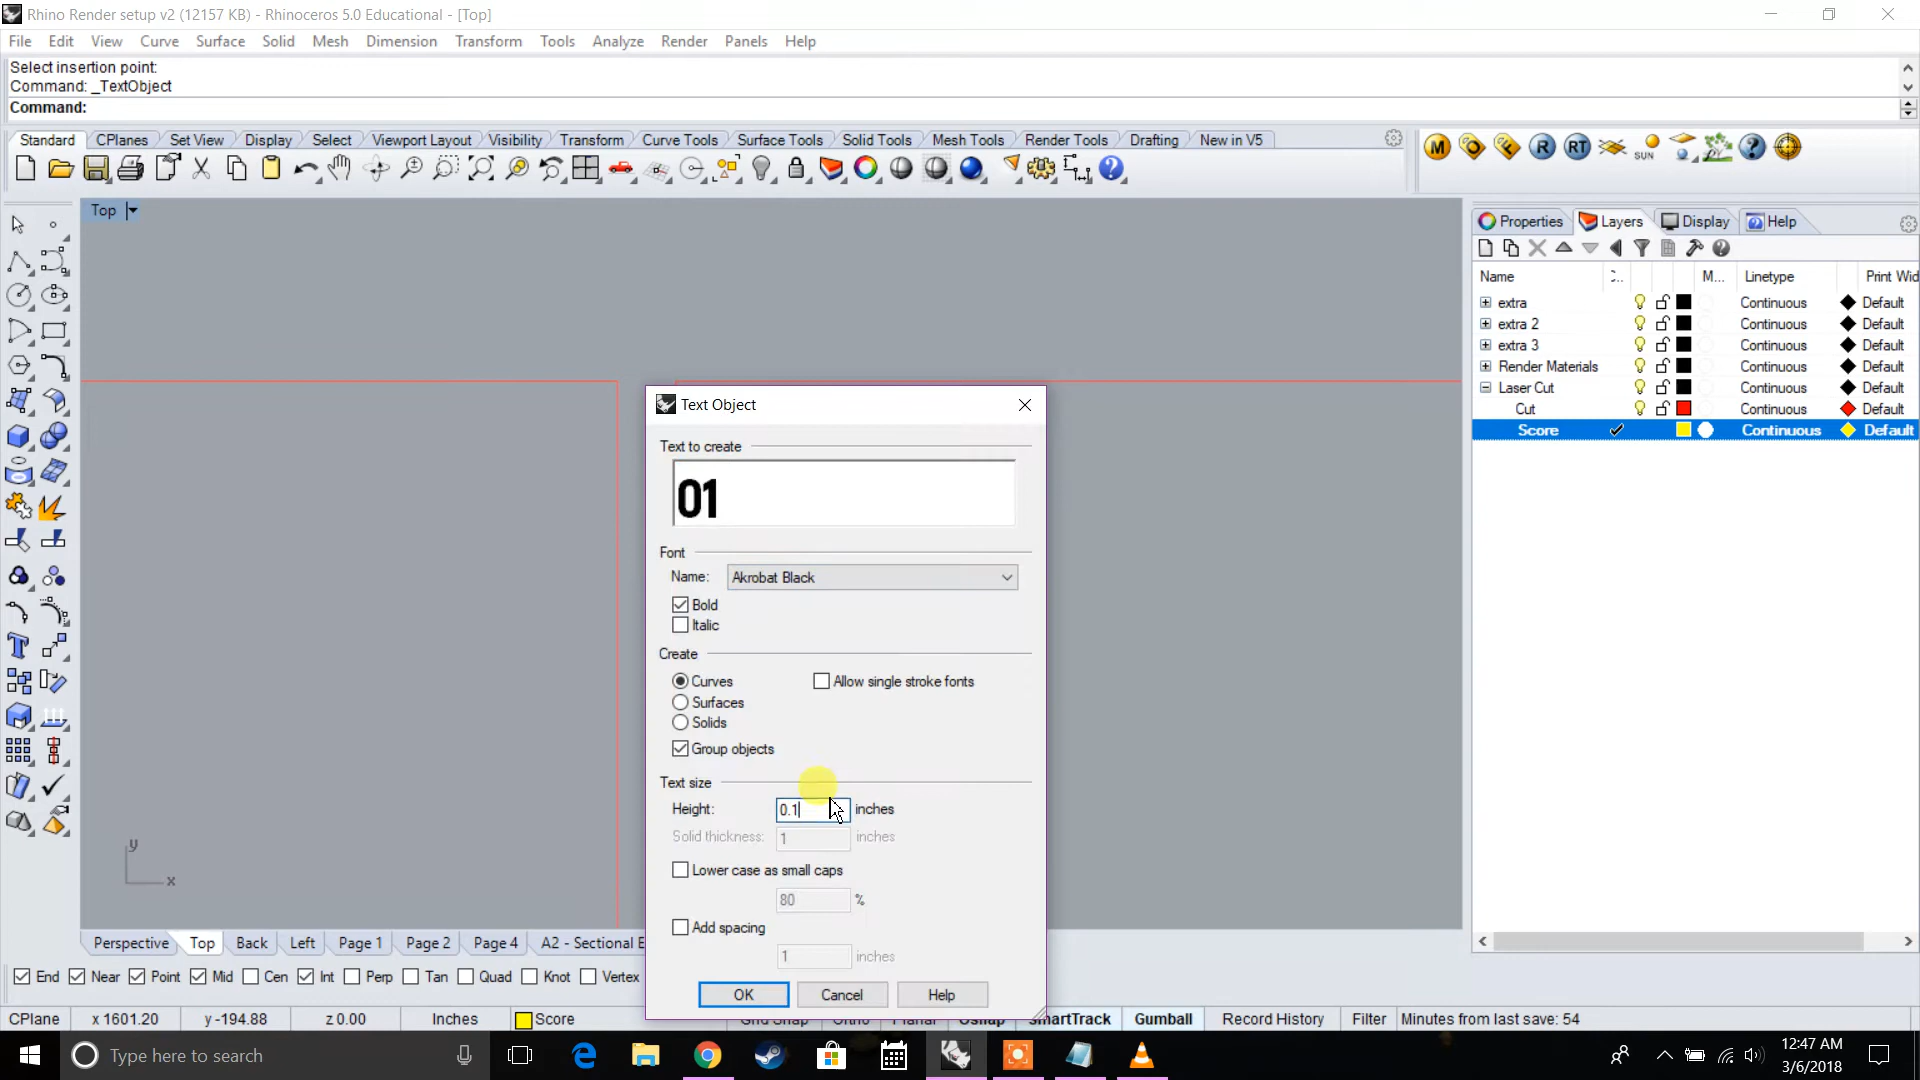 Rhino Render setup v2 (12157 KB) - Rhinoceros 5.0 Educational - [Top]
File Edit View Curve Surface Solid Mesh Dimension Transform Tools Analyze Render Panels Help
Select insertion point:
Command: _TextObject
Command:
Standard CPlanes Set View Display Select Viewport Layout Visibility Transform Curve Tools Surface Tools Solid Tools Mesh Tools Render Tools Drafting New in V5
M R RT SUN
Top
Properties Layers Display Help
Name M... Linetype Print Wid
extra Continuous Default
extra 2 Continuous Default
extra 3 Continuous Default
Render Materials Continuous Default
Laser Cut Continuous Default
Cut Continuous Default
Score Continuous Default
Text Object
Text to create
01
Font
Name: Akrobat Black
Bold
Italic
Create
Curves Allow single stroke fonts
Surfaces
Solids
Group objects
Text size
Height: 0.1 inches
Solid thickness: 1 inches
Lower case as small caps
80 %
Add spacing
1 inches
OK Cancel Help
y
x
Perspective Top Back Left Page 1 Page 2 Page 4 A2 - Sectional E
End Near Point Mid Cen Int Perp Tan Quad Knot Vertex
CPlane x 1601.20 y -194.88 z 0.00 Inches Score Grid Snap Ortho Planar Osnap SmartTrack Gumball Record History Filter Minutes from last save: 54
Type here to search
12:47 AM
3/6/2018